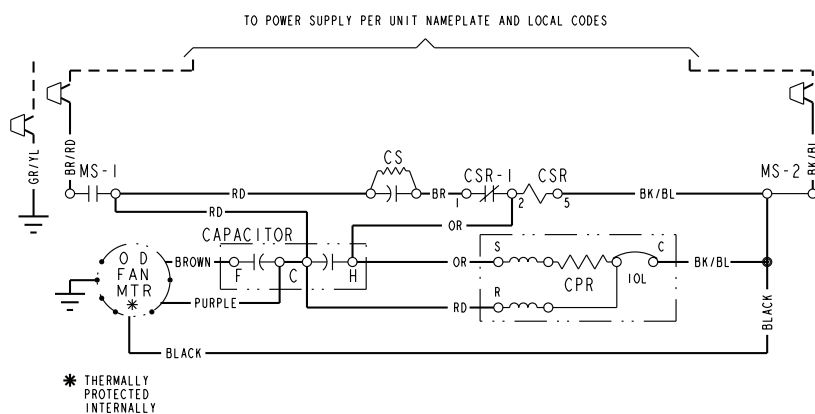 TO POWER SUPPLY PER UNIT NAMEPLATE AND LOCAL CODES
GR/YL
BR/RD
BK/BL
MS-1
CS
CSR-1
CSR
MS-2
RD
BR
1
2
5
BK/BL
RD
OR
CAPACITOR
O D
FAN
MTR
*
BROWN
F
C
H
OR
S
CPR
C
IOL
BK/BL
PURPLE
RD
R
BLACK
BLACK
* THERMALLY
PROTECTED
INTERNALLY